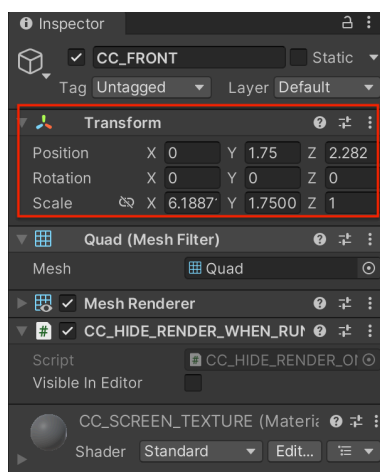 Inspector
CC_FRONT Static
Tag Untagged Layer Default
Transform
Position X 0 Y 1.75 Z 2.282
Rotation X 0 Y 0 Z 0
Scale X 6.1887 Y 1.7500 Z 1
Quad (Mesh Filter)
Mesh Quad
Mesh Renderer
CC_HIDE_RENDER_WHEN_RUN
Script CC_HIDE_RENDER_O
Visible In Editor
CC_SCREEN_TEXTURE (Materia
Shader Standard Edit...